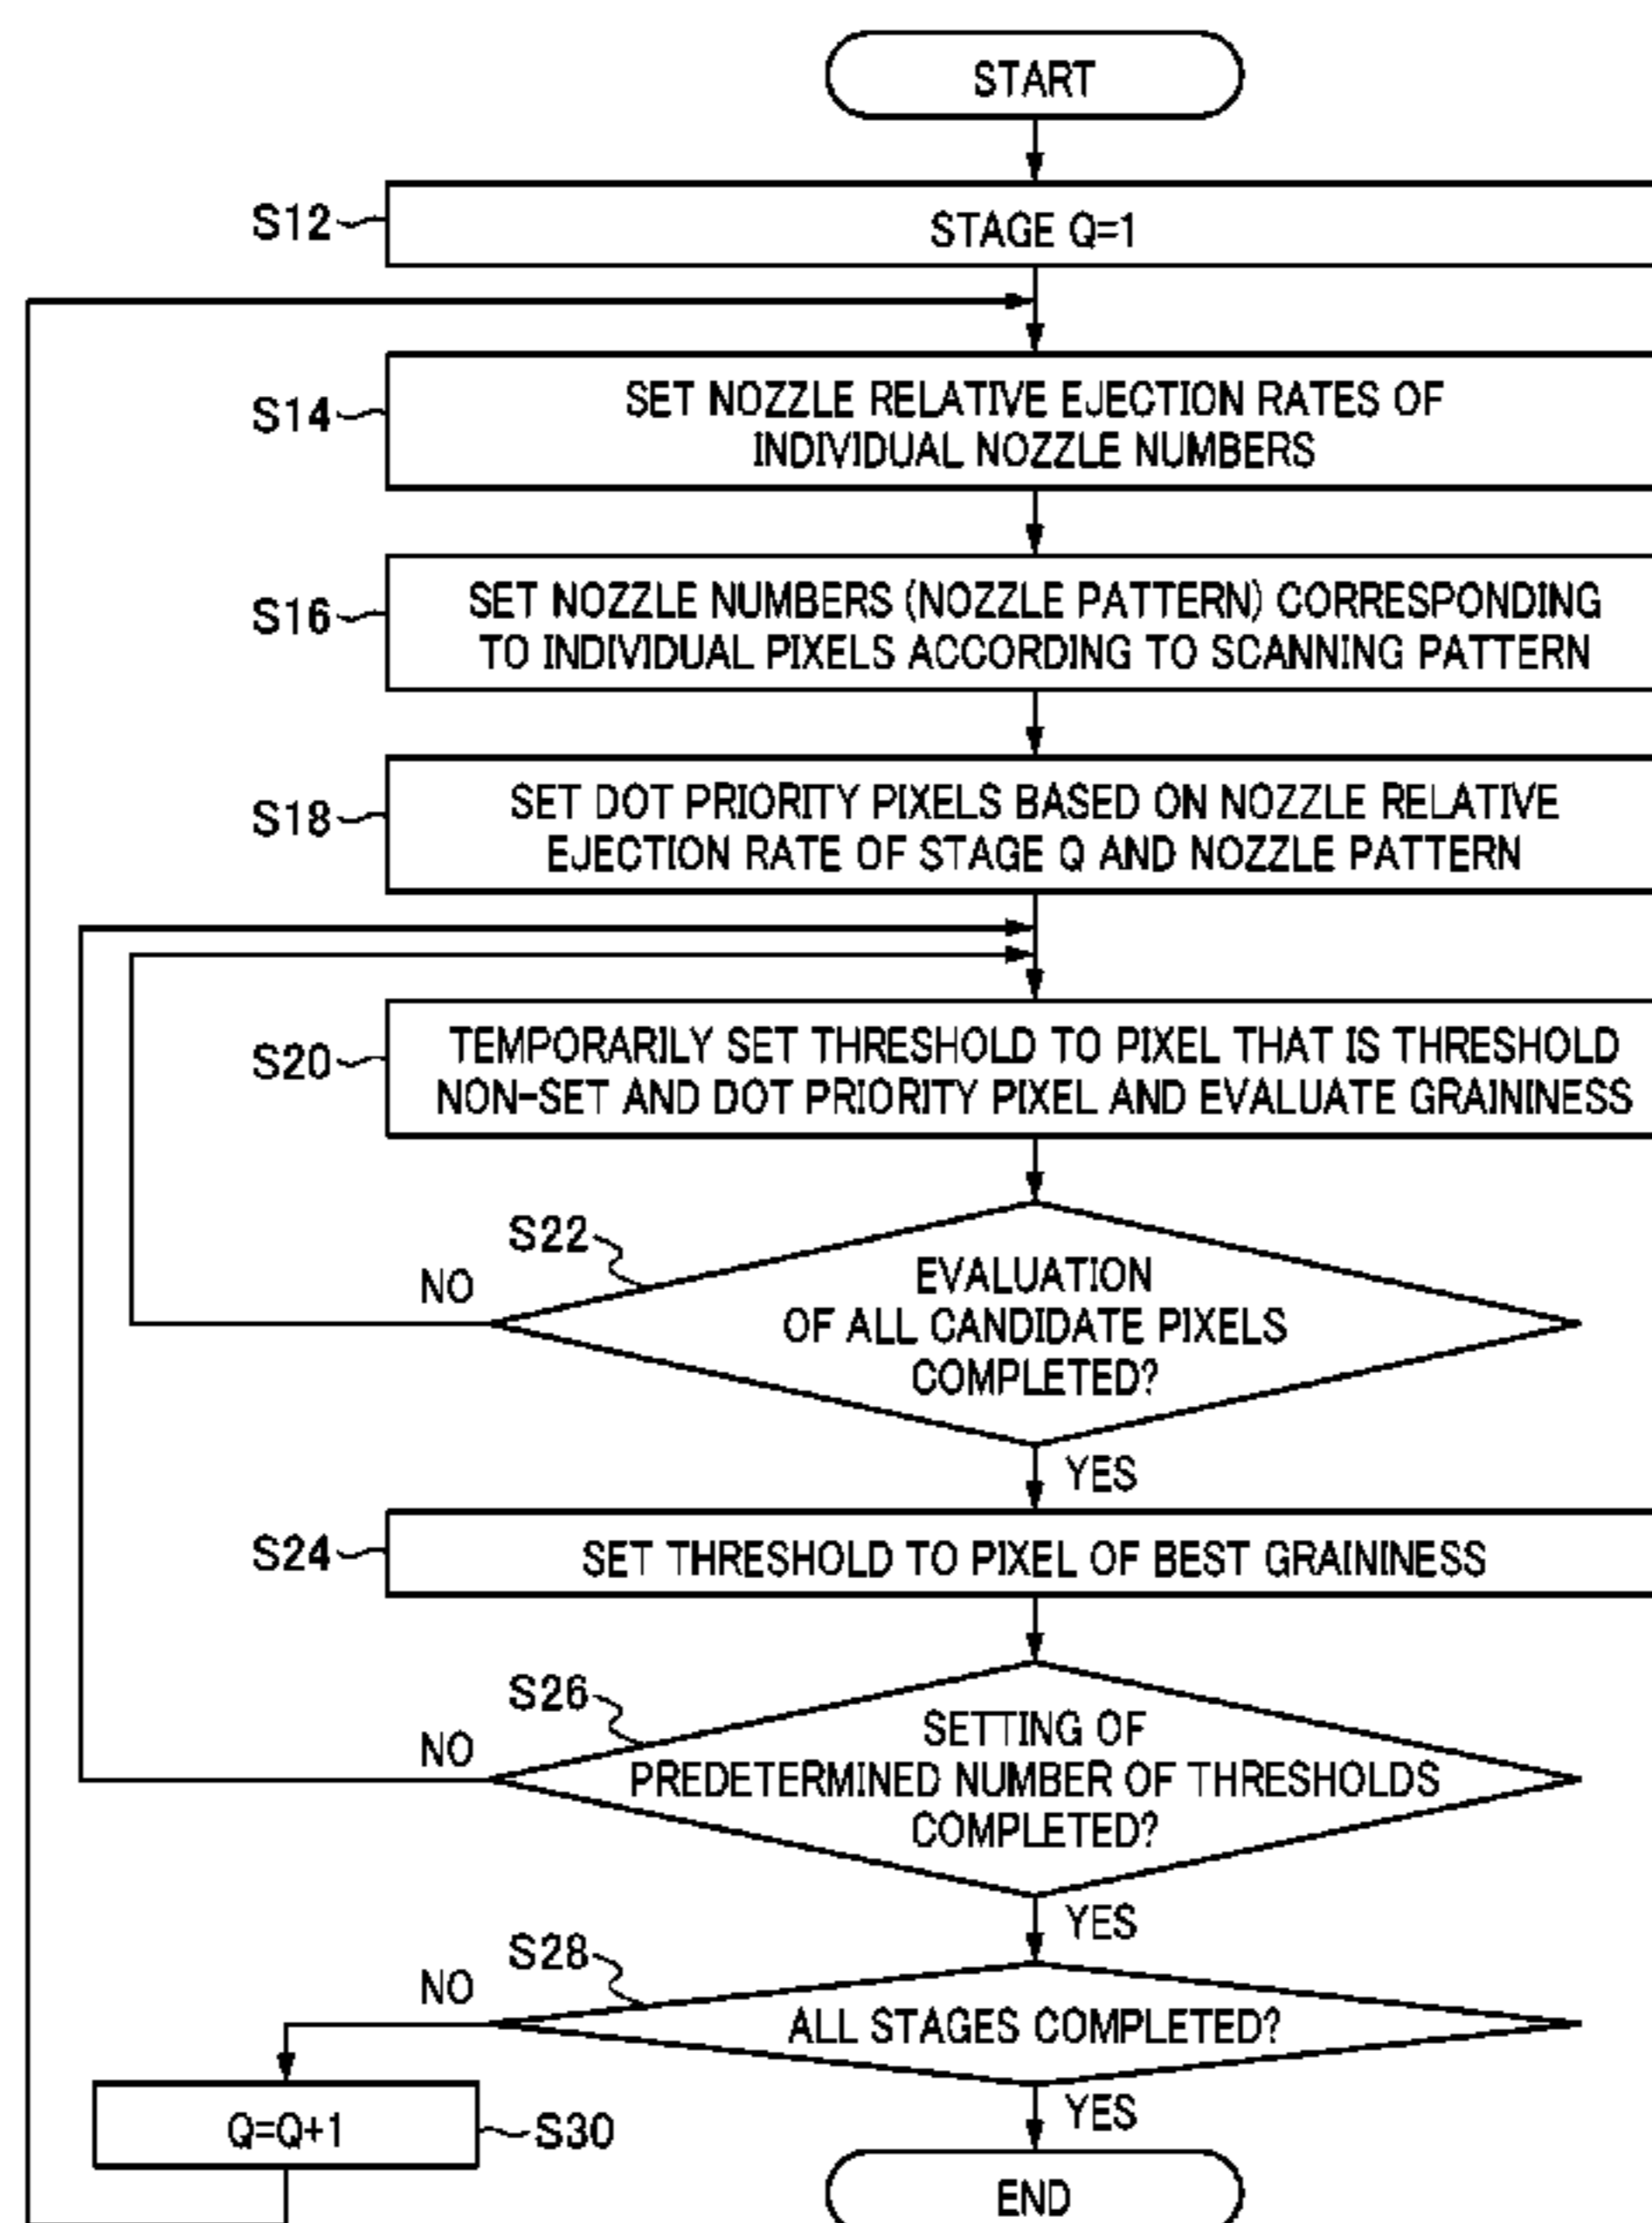 START
S12
STAGE Q=1
S14
SET NOZZLE RELATIVE EJECTION RATES OF
INDIVIDUAL NOZZLE NUMBERS
S16
SET NOZZLE NUMBERS (NOZZLE PATTERN) CORRESPONDING
TO INDIVIDUAL PIXELS ACCORDING TO SCANNING PATTERN
S18
SET DOT PRIORITY PIXELS BASED ON NOZZLE RELATIVE
EJECTION RATE OF STAGE Q AND NOZZLE PATTERN
S20
TEMPORARILY SET THRESHOLD TO PIXEL THAT IS THRESHOLD
NON-SET AND DOT PRIORITY PIXEL AND EVALUATE GRAININESS
S22
NO
EVALUATION
OF ALL CANDIDATE PIXELS
COMPLETED?
YES
S24
SET THRESHOLD TO PIXEL OF BEST GRAININESS
S26
NO
SETTING OF
PREDETERMINED NUMBER OF THRESHOLDS
COMPLETED?
YES
S28
NO
ALL STAGES COMPLETED?
YES
Q=Q+1
S30
END